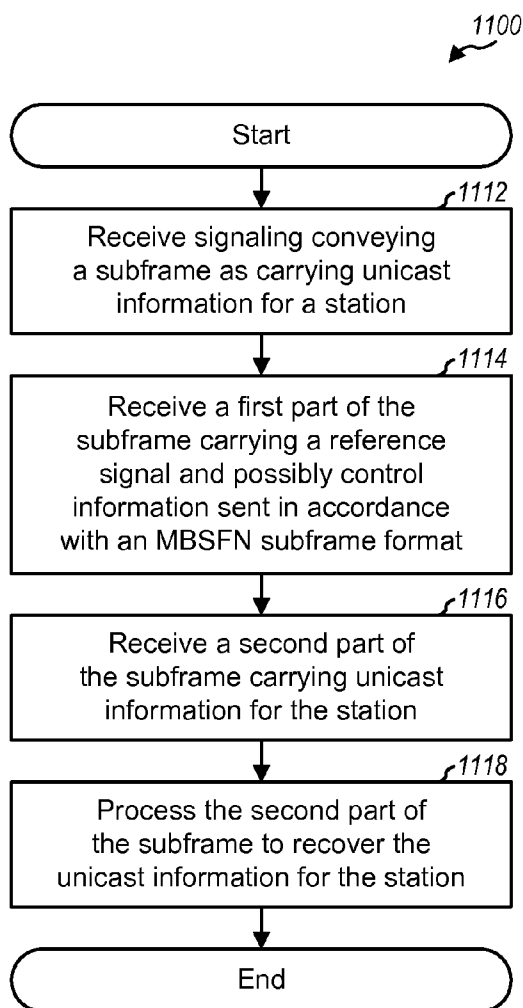 1100
Start
1112
Receive signaling conveying
a subframe as carrying unicast
information for a station
1114
Receive a first part of the
subframe carrying a reference
signal and possibly control
information sent in accordance
with an MBSFN subframe format
1116
Receive a second part of
the subframe carrying unicast
information for the station
1118
Process the second part of
the subframe to recover the
unicast information for the station
End